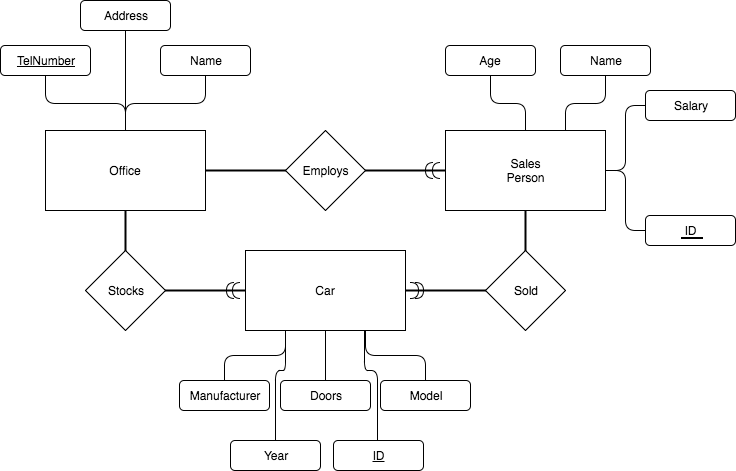 Address
TelNumber
Name
Age
Name
Salary
Office
Employs
Sales
Person
ID
Stocks
Car
Sold
Manufacturer
Doors
Model
Year
ID